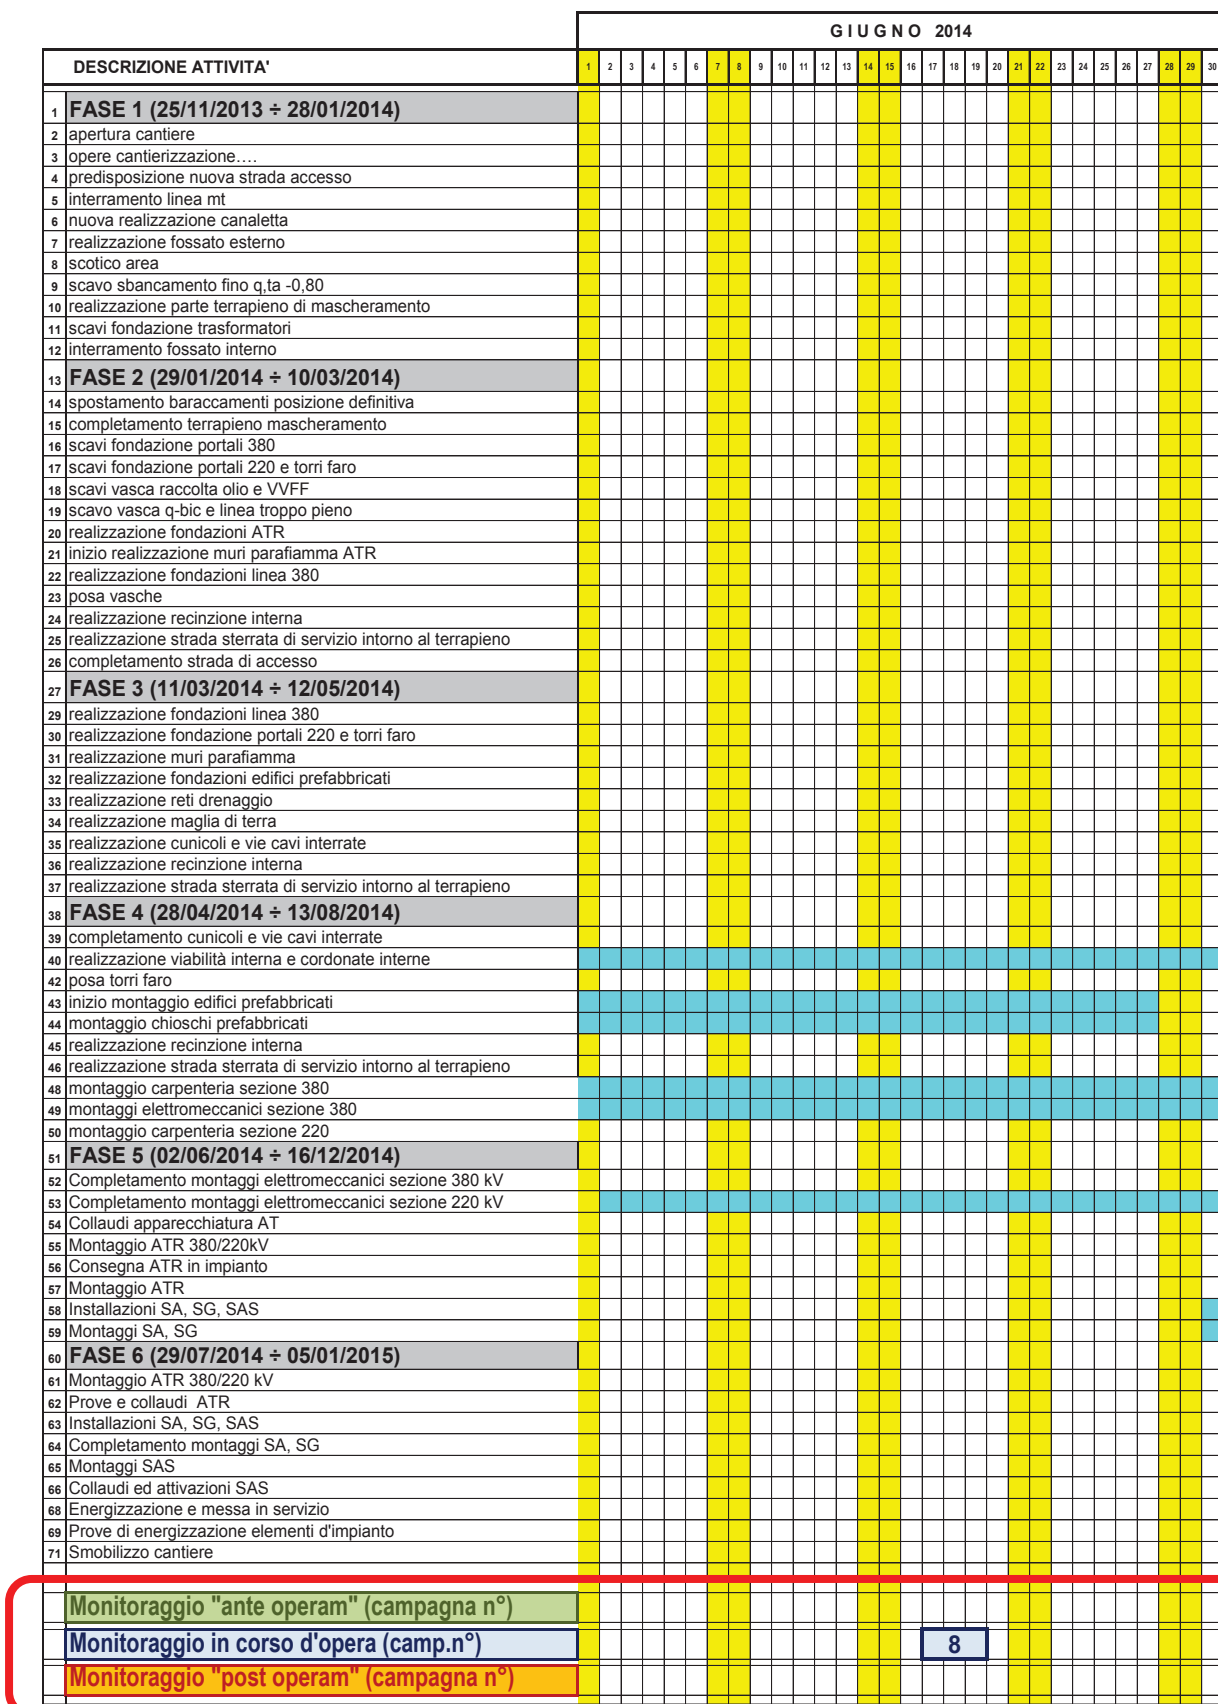 G I U G N O 2014
DESCRIZIONE ATTIVITA' 1 2 3 4 5 6 7 8 9 10 11 12 13 14 15 16 17 18 19 20 21 22 23 24 25 26 27 28 29 30
1 FASE 1 (25/11/2013 ÷ 28/01/2014)
2 apertura cantiere
3 opere cantierizzazione….
4 predisposizione nuova strada accesso
5 interramento linea mt
6 nuova realizzazione canaletta
7 realizzazione fossato esterno
8 scotico area
9 scavo sbancamento fino q,ta -0,80
10 realizzazione parte terrapieno di mascheramento
11 scavi fondazione trasformatori
12 interramento fossato interno
13 FASE 2 (29/01/2014 ÷ 10/03/2014)
14 spostamento baraccamenti posizione definitiva
15 completamento terrapieno mascheramento
16 scavi fondazione portali 380
17 scavi fondazione portali 220 e torri faro
18 scavi vasca raccolta olio e VVFF
19 scavo vasca q-bic e linea troppo pieno
20 realizzazione fondazioni ATR
21 inizio realizzazione muri parafiamma ATR
22 realizzazione fondazioni linea 380
23 posa vasche
24 realizzazione recinzione interna
25 realizzazione strada sterrata di servizio intorno al terrapieno
26 completamento strada di accesso
27 FASE 3 (11/03/2014 ÷ 12/05/2014)
29 realizzazione fondazioni linea 380
30 realizzazione fondazione portali 220 e torri faro
31 realizzazione muri parafiamma
32 realizzazione fondazioni edifici prefabbricati
33 realizzazione reti drenaggio
34 realizzazione maglia di terra
35 realizzazione cunicoli e vie cavi interrate
36 realizzazione recinzione interna
37 realizzazione strada sterrata di servizio intorno al terrapieno
38 FASE 4 (28/04/2014 ÷ 13/08/2014)
39 completamento cunicoli e vie cavi interrate
40 realizzazione viabilità interna e cordonate interne
42 posa torri faro
43 inizio montaggio edifici prefabbricati
44 montaggio chioschi prefabbricati
45 realizzazione recinzione interna
46 realizzazione strada sterrata di servizio intorno al terrapieno
48 montaggio carpenteria sezione 380
49 montaggi elettromeccanici sezione 380
50 montaggio carpenteria sezione 220
51 FASE 5 (02/06/2014 ÷ 16/12/2014)
52 Completamento montaggi elettromeccanici sezione 380 kV
53 Completamento montaggi elettromeccanici sezione 220 kV
54 Collaudi apparecchiatura AT
55 Montaggio ATR 380/220kV
56 Consegna ATR in impianto
57 Montaggio ATR
58 Installazioni SA, SG, SAS
59 Montaggi SA, SG
60 FASE 6 (29/07/2014 ÷ 05/01/2015)
61 Montaggio ATR 380/220 kV
62 Prove e collaudi ATR
63 Installazioni SA, SG, SAS
64 Completamento montaggi SA, SG
65 Montaggi SAS
66 Collaudi ed attivazioni SAS
68 Energizzazione e messa in servizio
69 Prove di energizzazione elementi d'impianto
71 Smobilizzo cantiere
Monitoraggio "ante operam" (campagna n°)
Monitoraggio in corso d'opera (camp.n°) 8
Monitoraggio "post operam" (campagna n°)